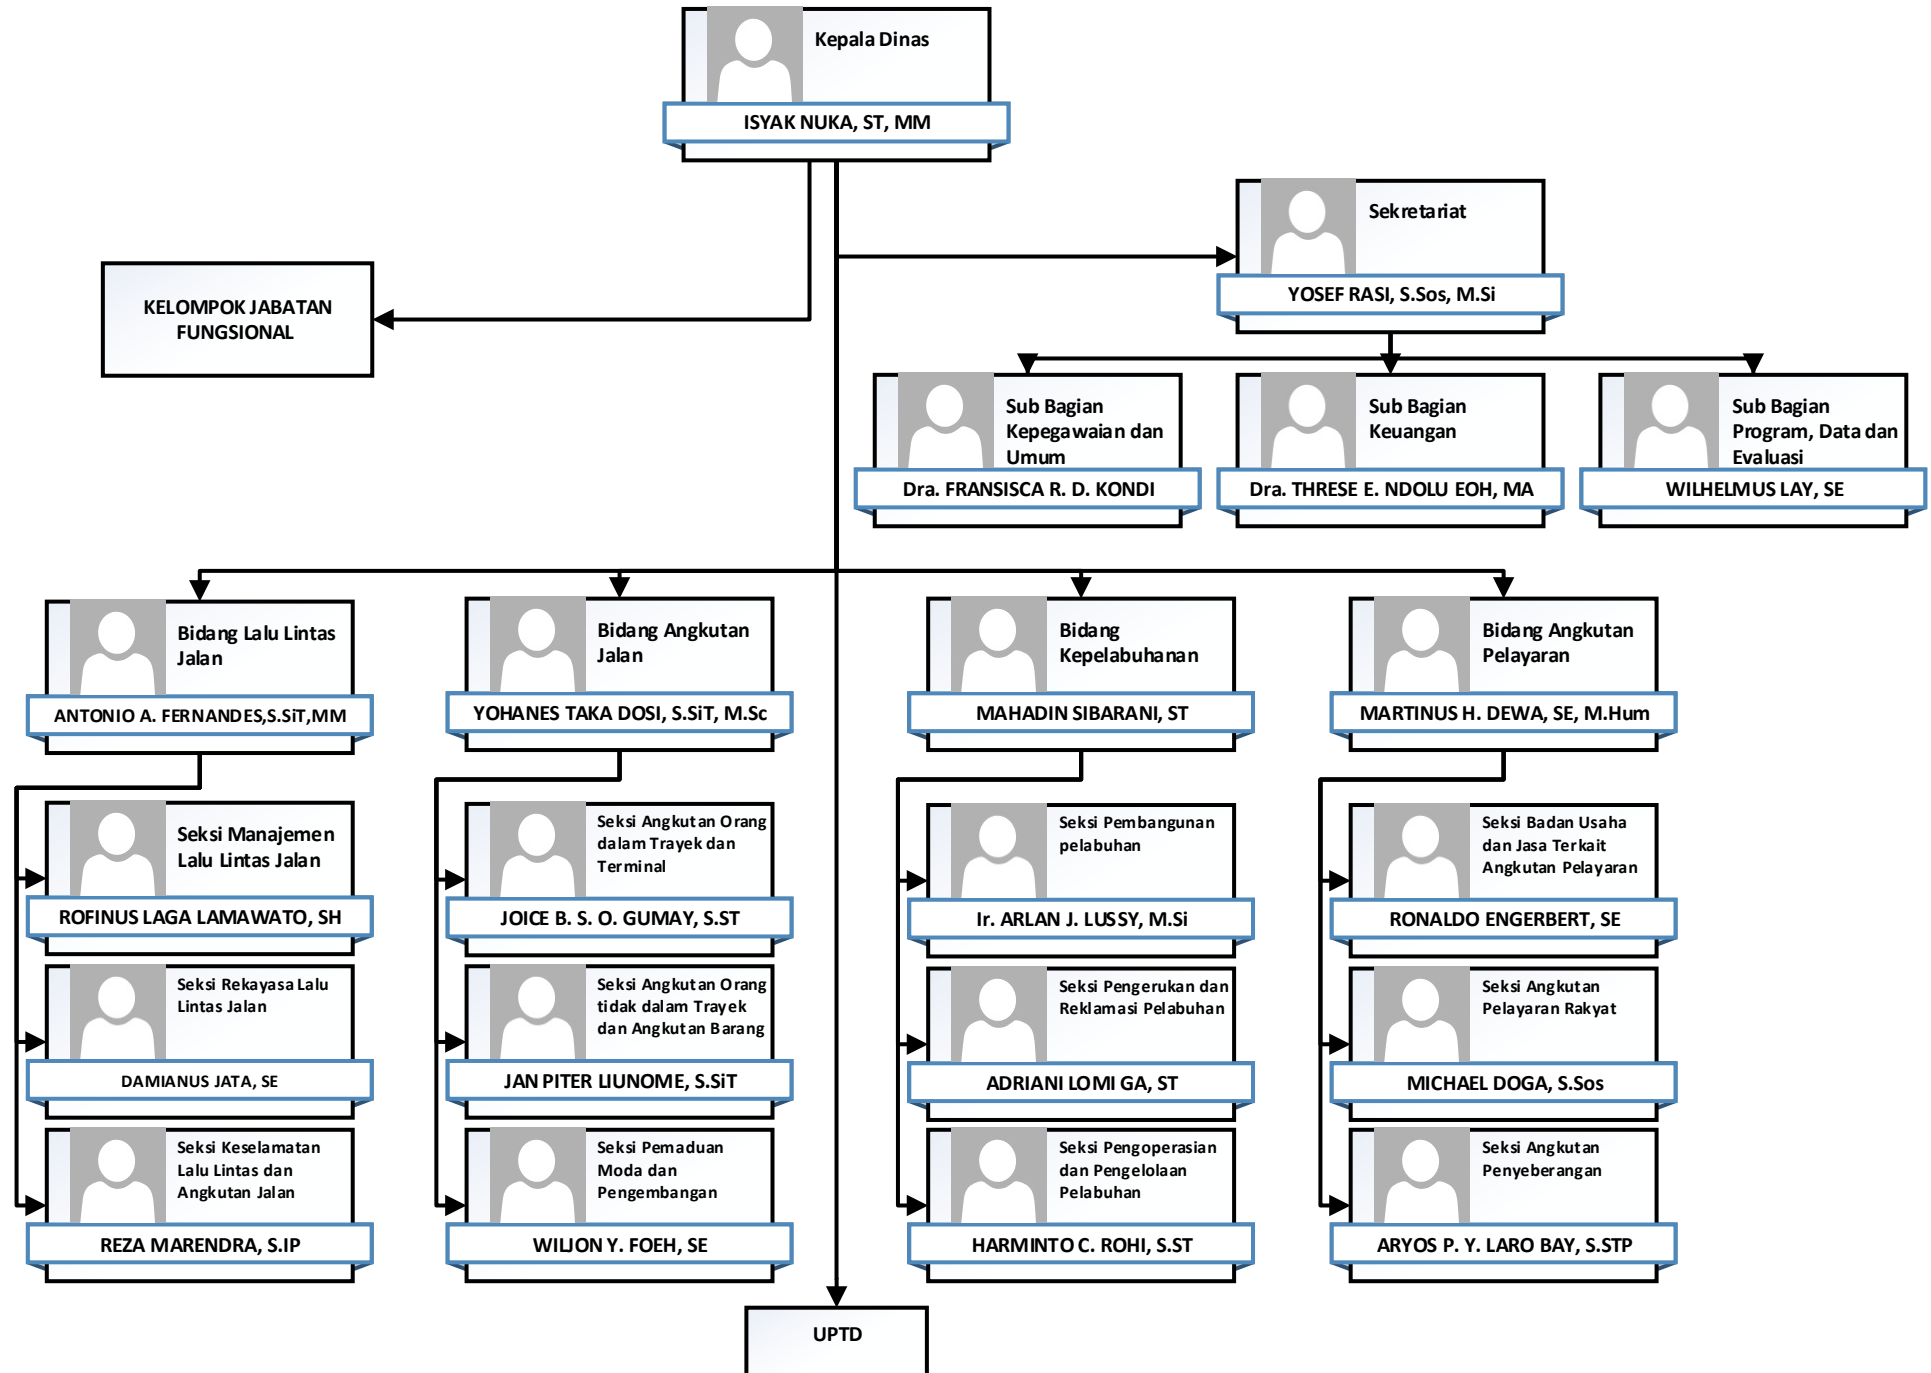 Kepala Dinas
ISYAK NUKA, ST, MM
Sekretariat
YOSEF RASI, S.Sos, M.Si
KELOMPOK JABATAN
FUNGSIONAL
Sub Bagian
Kepegawaian dan
Umum
Dra. FRANSISCA R. D. KONDI
Sub Bagian
Keuangan
Dra. THRESE E. NDOLU EOH, MA
Sub Bagian
Program, Data dan
Evaluasi
WILHELMUS LAY, SE
Bidang Lalu Lintas
Jalan
ANTONIO A. FERNANDES,S.SiT,MM
Bidang Angkutan
Jalan
YOHANES TAKA DOSI, S.SiT, M.Sc
Bidang
Kepelabuhanan
MAHADIN SIBARANI, ST
Bidang Angkutan
Pelayaran
MARTINUS H. DEWA, SE, M.Hum
Seksi Manajemen
Lalu Lintas Jalan
ROFINUS LAGA LAMAWATO, SH
Seksi Angkutan Orang
dalam Trayek dan
Terminal
JOICE B. S. O. GUMAY, S.ST
Seksi Pembangunan
pelabuhan
Ir. ARLAN J. LUSSY, M.Si
Seksi Badan Usaha
dan Jasa Terkait
Angkutan Pelayaran
RONALDO ENGERBERT, SE
Seksi Rekayasa Lalu
Lintas Jalan
DAMIANUS JATA, SE
Seksi Angkutan Orang
tidak dalam Trayek
dan Angkutan Barang
JAN PITER LIUNOME, S.SiT
Seksi Pengerukan dan
Reklamasi Pelabuhan
ADRIANI LOMI GA, ST
Seksi Angkutan
Pelayaran Rakyat
MICHAEL DOGA, S.Sos
Seksi Keselamatan
Lalu Lintas dan
Angkutan Jalan
REZA MARENDRA, S.IP
Seksi Pemaduan
Moda dan
Pengembangan
WILJON Y. FOEH, SE
Seksi Pengoperasian
dan Pengelolaan
Pelabuhan
HARMINTO C. ROHI, S.ST
Seksi Angkutan
Penyeberangan
ARYOS P. Y. LARO BAY, S.STP
UPTD